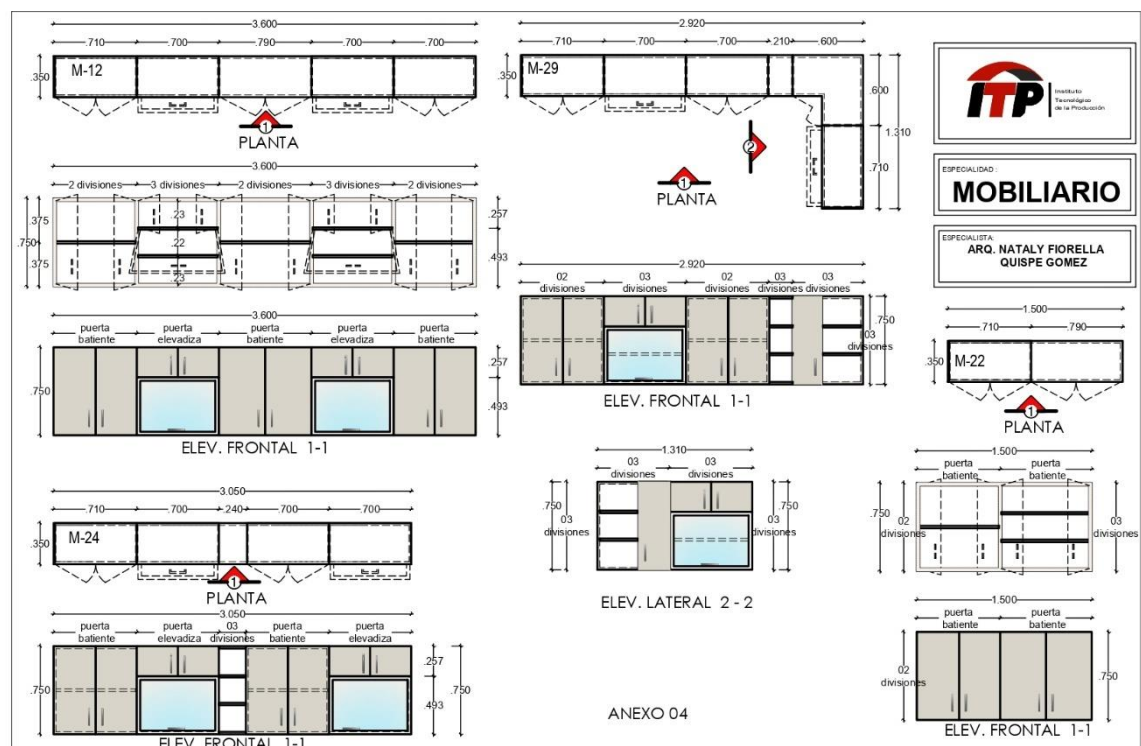 3.600
.710 .700 .790 .700 .700
.350
M-12
1
PLANTA
3.600
2 divisiones 3 divisiones 2 divisiones 3 divisiones 2 divisiones
.375
.750
.375
.23
.22
.23
.257
.493
3.600
puerta batiente
puerta elevadiza
puerta batiente
puerta elevadiza
puerta batiente
.750
.257
.493
ELEV. FRONTAL 1-1
3.050
.710 .700 .240 .700 .700
.350
M-24
1
PLANTA
3.050
puerta batiente
puerta elevadiza
03 divisiones
puerta batiente
puerta elevadiza
.750
.257
.493
.750
ELEV. FRONTAL 1-1
2.920
.710 .700 .700 .210 .600
.350
M-29
.600
1.310
.710
2
1
PLANTA
2.920
02 divisiones
03 divisiones
02 divisiones
03 divisiones
03 divisiones
.750
03
divisiones
ELEV. FRONTAL 1-1
1.310
03 divisiones
03 divisiones
.750
03
divisiones
03
divisiones
.750
ELEV. LATERAL 2 - 2
ANEXO 04
ITP
Instituto
Tecnológico
de la Producción
ESPECIALIDAD :
MOBILIARIO
ESPECIALISTA:
ARQ. NATALY FIORELLA
QUISPE GOMEZ
1.500
.710 .790
.350
M-22
1
PLANTA
1.500
puerta batiente
puerta batiente
.750
02
divisiones
03
divisiones
1.500
puerta batiente
puerta batiente
02
divisiones
.750
ELEV. FRONTAL 1-1